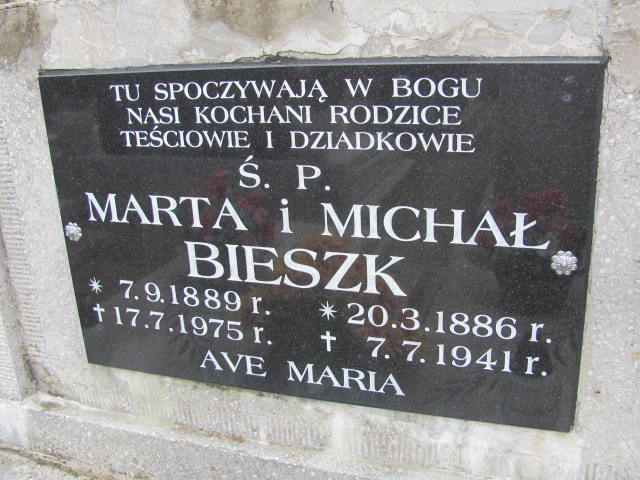 TU SPOCZYWAJĄ W BOGU
NASI KOCHANI RODZICE
TEŚCIOWIE I DZIADKOWIE
Ś. P.
MARTA i MICHAŁ
BIESZK
* 7.9.1889 r. * 20.3.1886 r.
† 17.7.1975 r. † 7.7.1941 r.
AVE MARIA